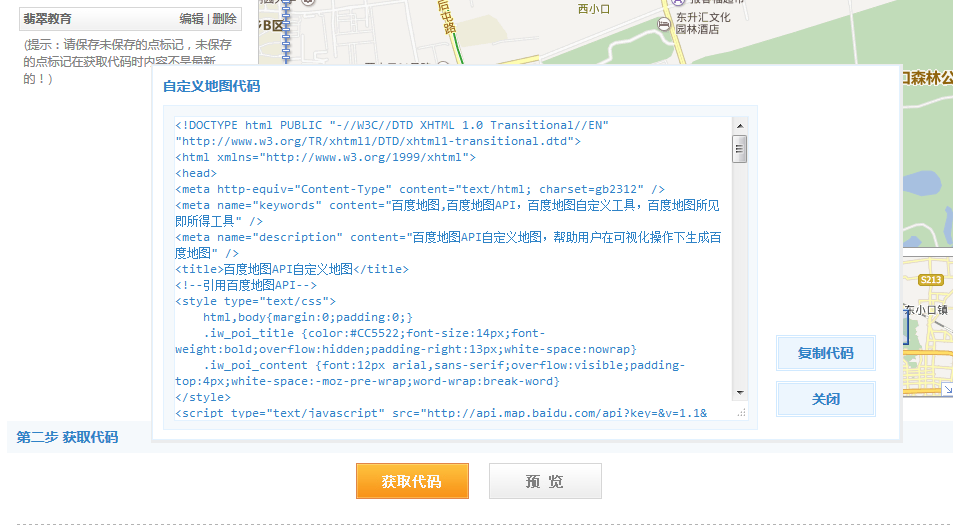 翡翠教育 编辑 | 删除
(提示：请保存未保存的点标记，未保存
的点标记在获取代码时内容不是最新
的！)
后屯路
西小口
东升汇文化
园林酒店
自定义地图代码
<!DOCTYPE html PUBLIC "-//W3C//DTD XHTML 1.0 Transitional//EN"
"http://www.w3.org/TR/xhtml1/DTD/xhtml1-transitional.dtd">
<html xmlns="http://www.w3.org/1999/xhtml">
<head>
<meta http-equiv="Content-Type" content="text/html; charset=gb2312" />
<meta name="keywords" content="百度地图,百度地图API，百度地图自定义工具，百度地图所见
即所得工具" />
<meta name="description" content="百度地图API自定义地图，帮助用户在可视化操作下生成百
度地图" />
<title>百度地图API自定义地图</title>
<!--引用百度地图API-->
<style type="text/css">
    html,body{margin:0;padding:0;}
    .iw_poi_title {color:#CC5522;font-size:14px;font-
weight:bold;overflow:hidden;padding-right:13px;white-space:nowrap}
    .iw_poi_content {font:12px arial,sans-serif;overflow:visible;padding-
top:4px;white-space:-moz-pre-wrap;word-wrap:break-word}
</style>
<script type="text/javascript" src="http://api.map.baidu.com/api?key=&v=1.1&
口森林公
S213
东小口镇
复制代码
关闭
第二步 获取代码
获取代码 预 览